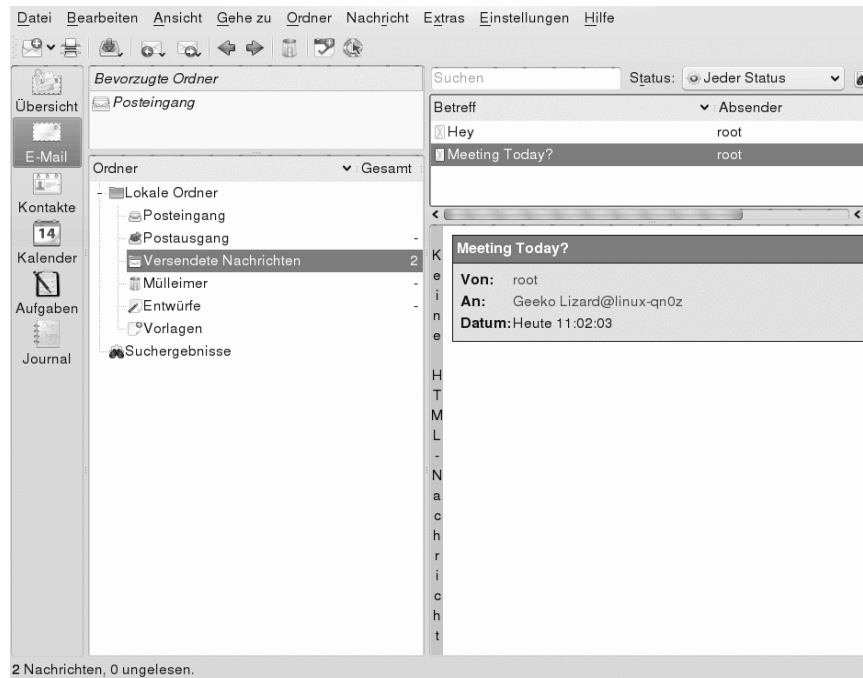 Datei Bearbeiten Ansicht Gehe zu Ordner Nachricht Extras Einstellungen Hilfe
Übersicht
E-Mail
Kontakte
14
Kalender
Aufgaben
Journal
Bevorzugte Ordner
Posteingang
Ordner Gesamt
Lokale Ordner
Posteingang
Postausgang -
Versendete Nachrichten 2
Mülleimer -
Entwürfe -
Vorlagen
Suchergebnisse
Suchen Status: Jeder Status
Betreff Absender
Hey root
Meeting Today? root
Keine HTML-Nachricht
Meeting Today?
Von: root
An: Geeko Lizard@linux-qn0z
Datum: Heute 11:02:03
2 Nachrichten, 0 ungelesen.